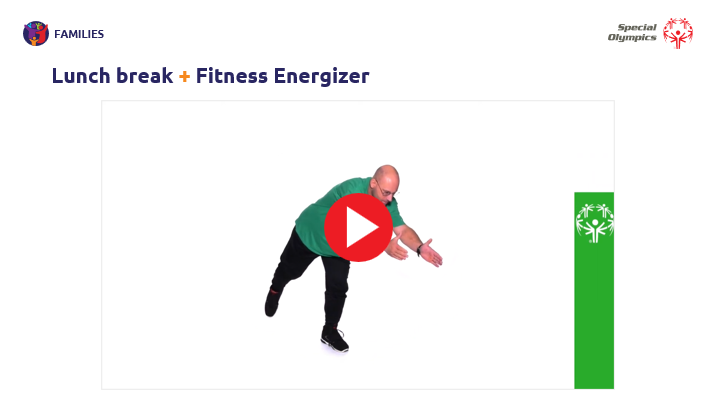 FAMILIES
Special
Olympics
Lunch break + Fitness Energizer